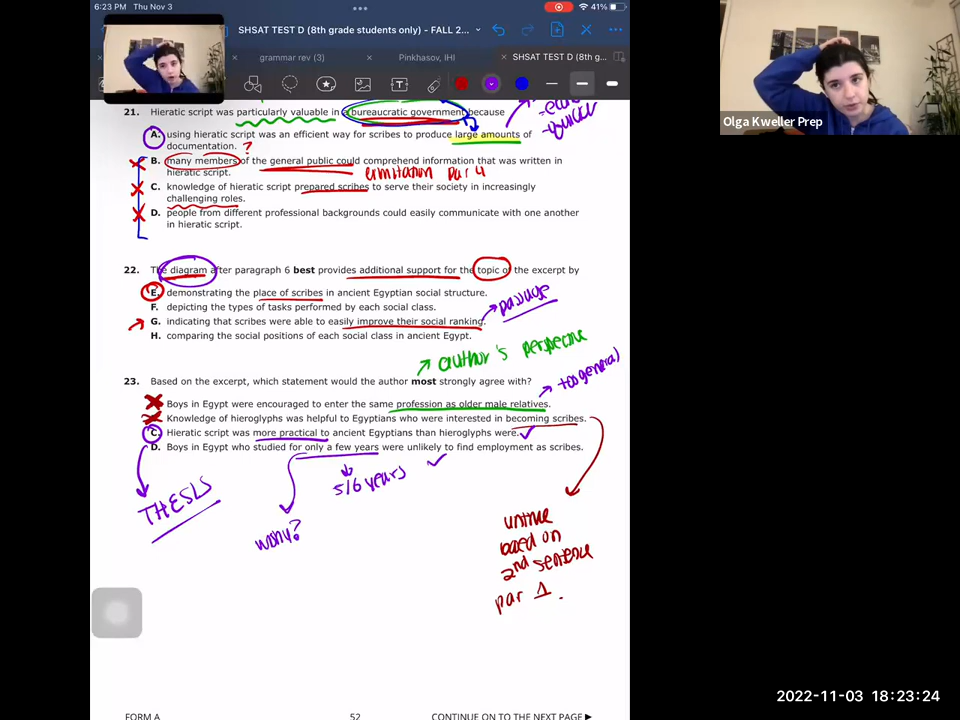 6:23 PM Thu Nov 3
41%
SHSAT TEST D (8th grade students only) - FALL 2...
grammar rev (3)
Pinkhasov, IHI
SHSAT TEST D (8th g...
21. Hieratic script was particularly valuable in a bureaucratic government because
A. using hieratic script was an efficient way for scribes to produce large amounts of
documentation. ?
B. many members of the general public could comprehend information that was written in
hieratic script.
par 4
C. knowledge of hieratic script prepared scribes to serve their society in increasingly
challenging roles.
D. people from different professional backgrounds could easily communicate with one another
in hieratic script.
22. The diagram after paragraph 6 best provides additional support for the topic of the excerpt by
E. demonstrating the place of scribes in ancient Egyptian social structure.
F. depicting the types of tasks performed by each social class.
G. indicating that scribes were able to easily improve their social ranking.
passage
H. comparing the social positions of each social class in ancient Egypt.
author's perspective
23. Based on the excerpt, which statement would the author most strongly agree with?
too general
Boys in Egypt were encouraged to enter the same profession as older male relatives.
Knowledge of hieroglyphs was helpful to Egyptians who were interested in becoming scribes.
C. Hieratic script was more practical to ancient Egyptians than hieroglyphs were.
D. Boys in Egypt who studied for only a few years were unlikely to find employment as scribes.
5/6 years
THESIS
why?
untrue
based on
2nd sentence
par 1.
FORM A
52
CONTINUE ON TO THE NEXT PAGE ▶
Olga Kweller Prep
2022-11-03 18:23:24